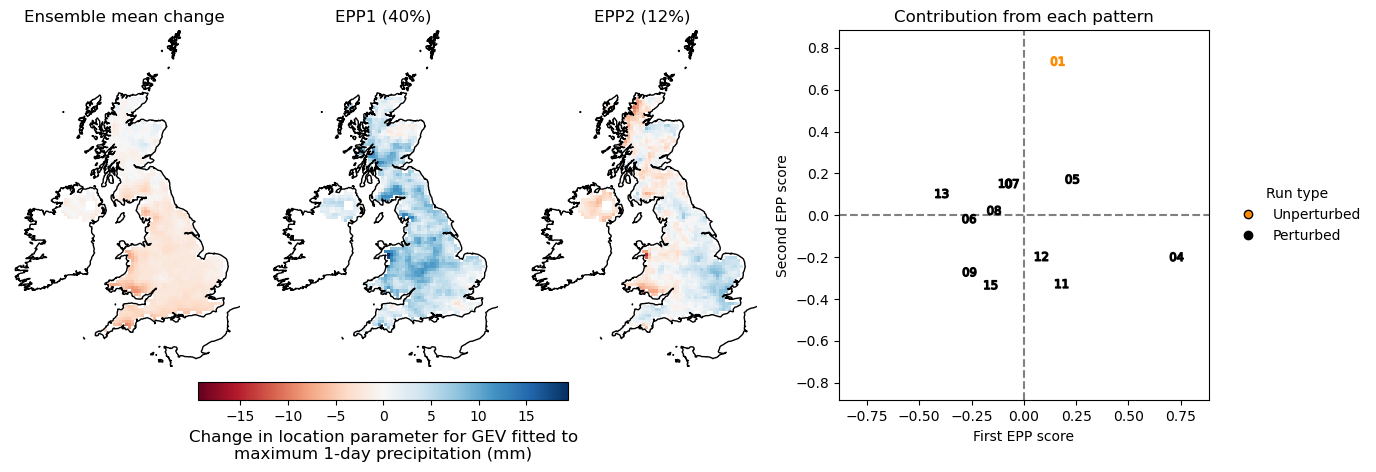 Ensemble mean change
EPP1 (40%)
EPP2 (12%)
Contribution from each pattern
−15 −10 −5 0 5 10 15
Change in location parameter for GEV fitted to
maximum 1-day precipitation (mm)
Second EPP score
0.8
0.6
0.4
0.2
0.0
−0.2
−0.4
−0.6
−0.8
01
05
10
07
13
08
06
12
04
09
15
11
−0.75 −0.50 −0.25 0.00 0.25 0.50 0.75
First EPP score
Run type
Unperturbed
Perturbed